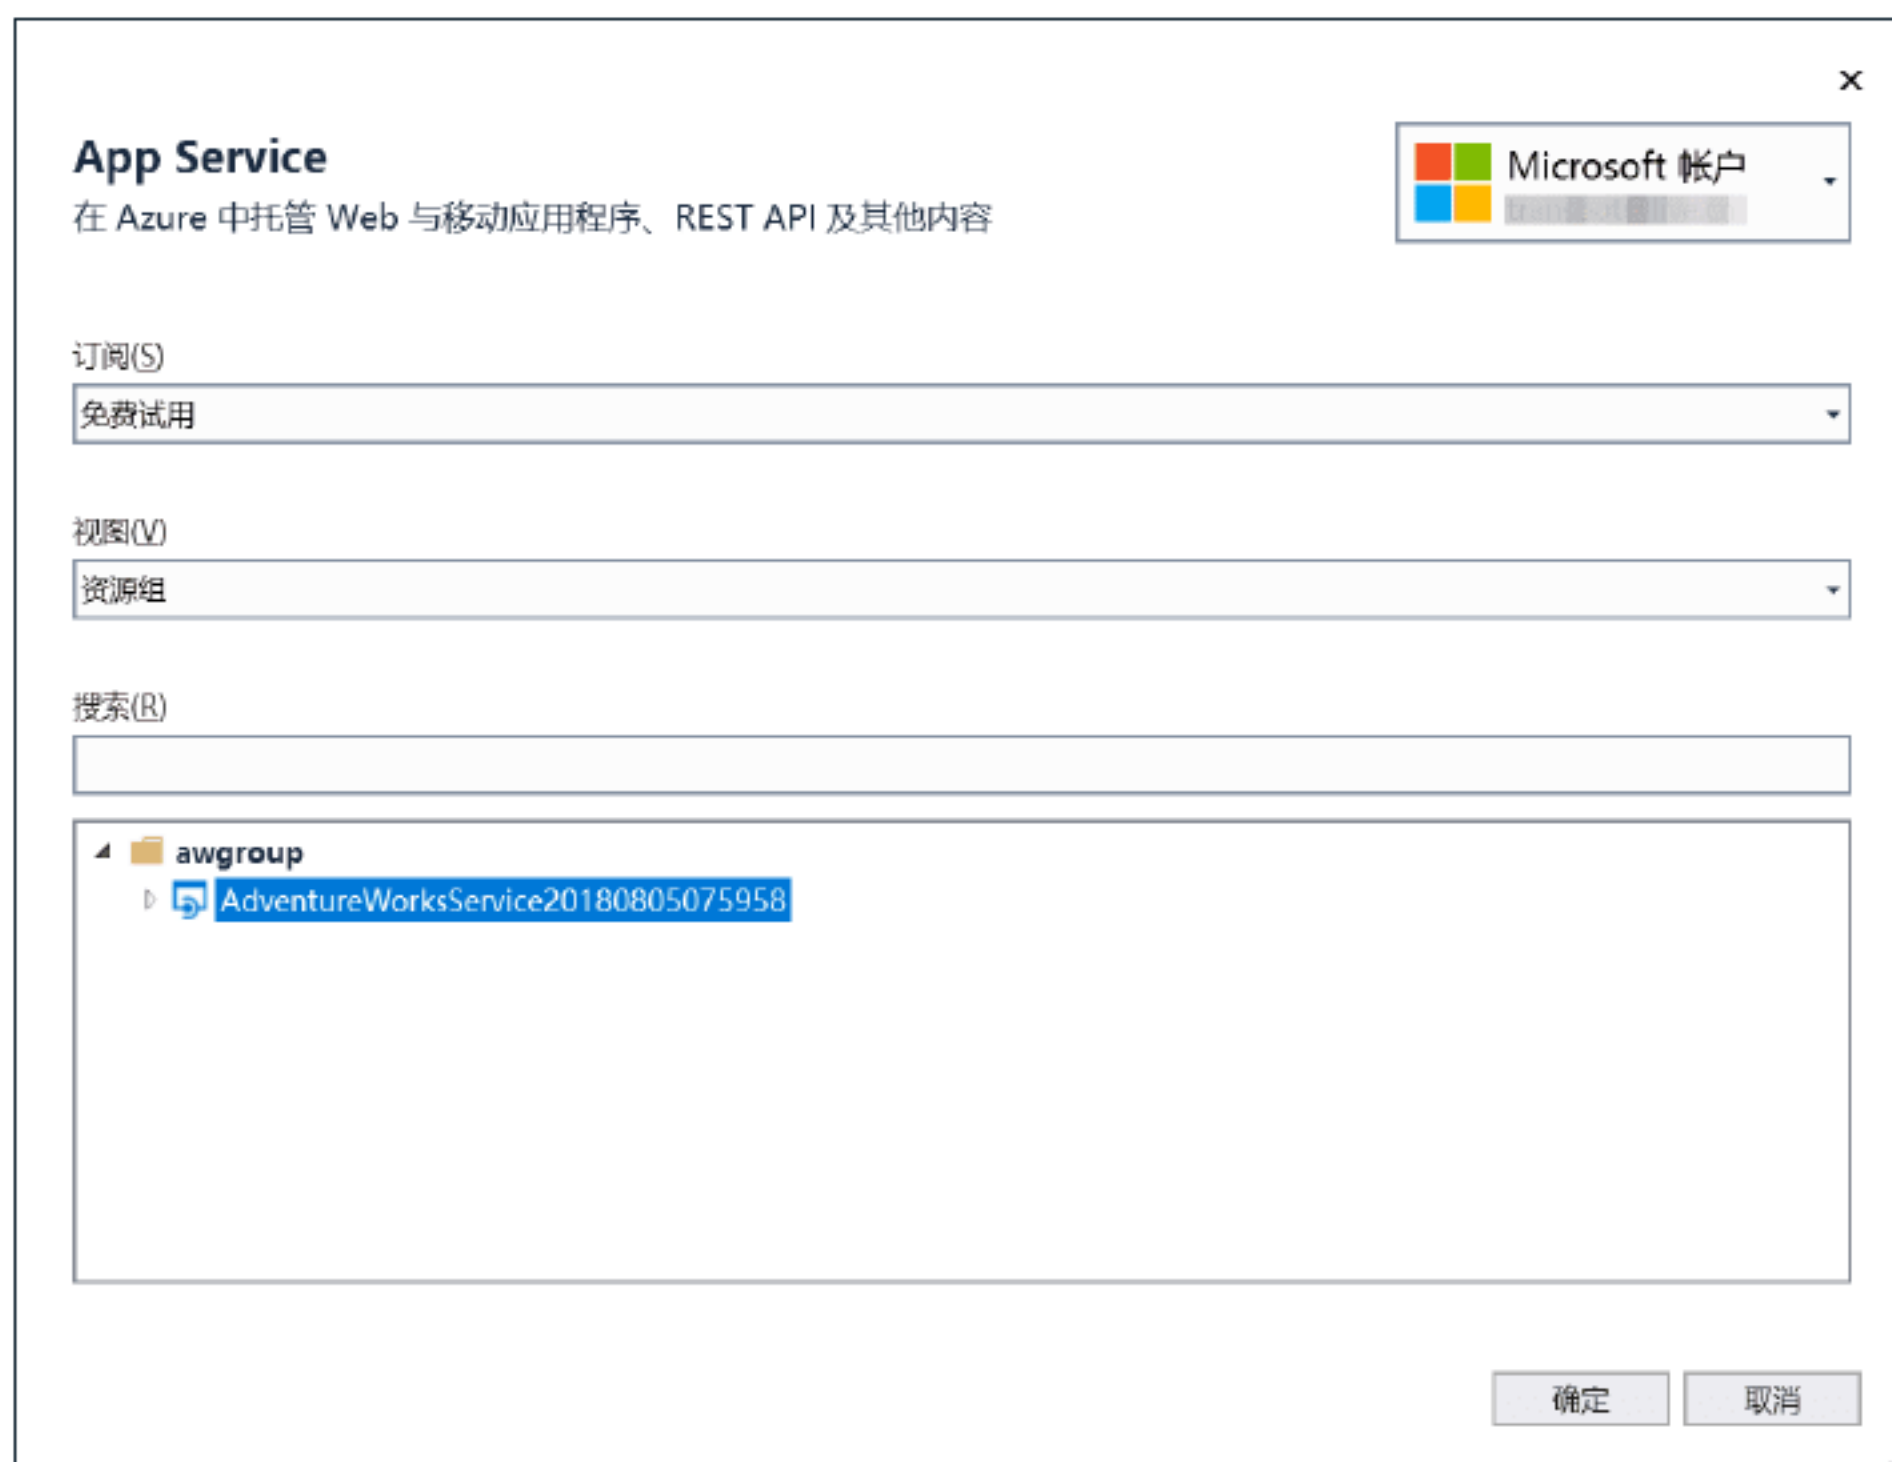 App Service
在 Azure 中托管 Web 与移动应用程序、REST API 及其他内容
Microsoft 帐户
订阅(S)
免费试用
视图(V)
资源组
搜索(R)
awgroup
AdventureWorksService20180805075958
确定
取消